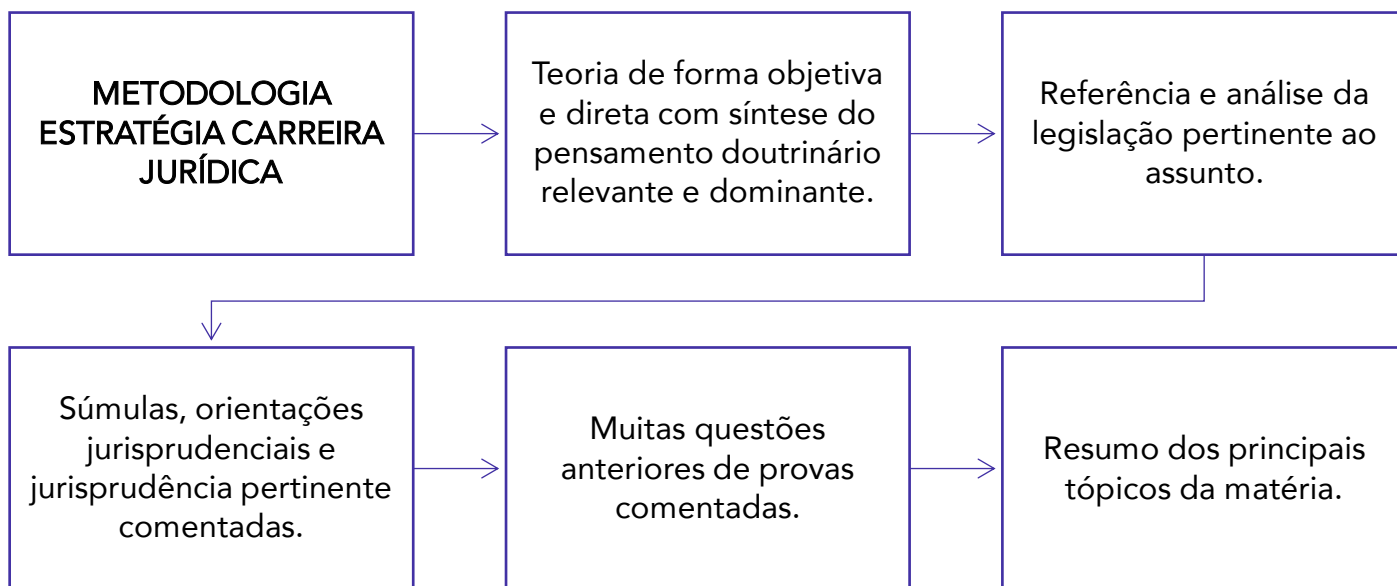 METODOLOGIA
ESTRATÉGIA CARREIRA
JURÍDICA
Teoria de forma objetiva
e direta com síntese do
pensamento doutrinário
relevante e dominante.
Referência e análise da
legislação pertinente ao
assunto.
Súmulas, orientações
jurisprudenciais e
jurisprudência pertinente
comentadas.
Muitas questões
anteriores de provas
comentadas.
Resumo dos principais
tópicos da matéria.